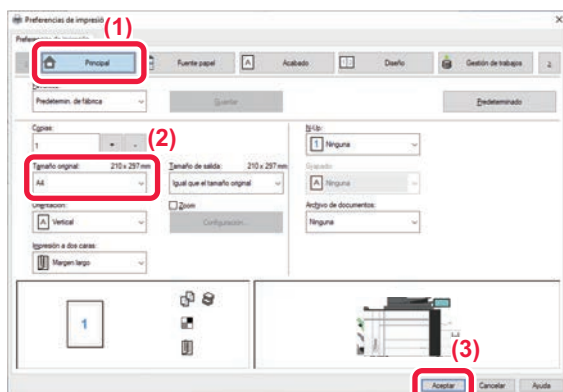 Preferencias de impresió
(1)
Principal
Fuente papel
Acabado
Diseño
Gestión de trabajos
Predetermin. de fábrica
Guardar
Predeterminado
Copias:
1
+ -
(2)
Tamaño original: 210 x 297 mm
A4
Tamaño de salida: 210 x 297 mm
Igual que el tamaño original
Orientación:
A Vertical
Zoom
Configuración...
Impresión a dos caras:
Margen largo
N-Up:
1 Ninguna
Grapado:
A Ninguna
Archivo de documentos:
Ninguna
1
(3)
Aceptar Cancelar Ayuda